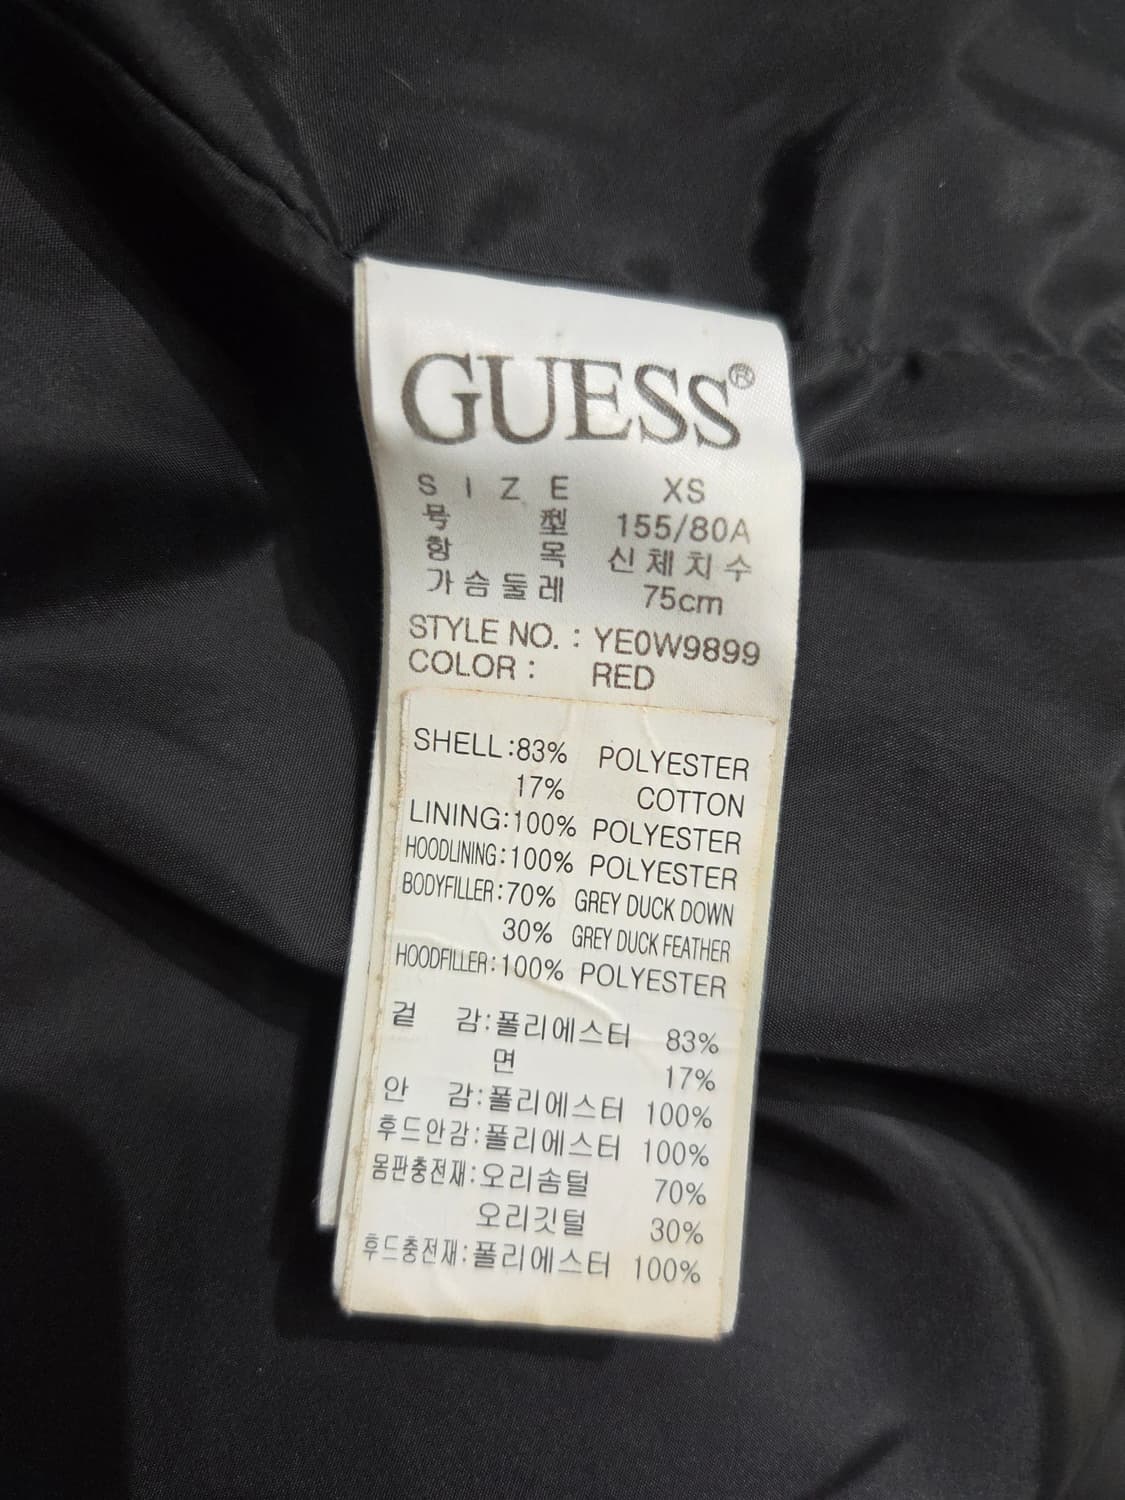 GUESS®
SIZE XS
号型 155/80A
항목 신체치수
가슴둘레 75cm
STYLE NO. : YE0W9899
COLOR : RED
SHELL:83% POLYESTER
17% COTTON
LINING:100% POLYESTER
HOODLINING:100% POLYESTER
BODYFILLER:70% GREY DUCK DOWN
30% GREY DUCK FEATHER
HOODFILLER:100% POLYESTER
겉감:폴리에스터 83%
면 17%
안감:폴리에스터 100%
후드안감:폴리에스터 100%
몸판충전재:오리솜털 70%
오리깃털 30%
후드충전재:폴리에스터 100%